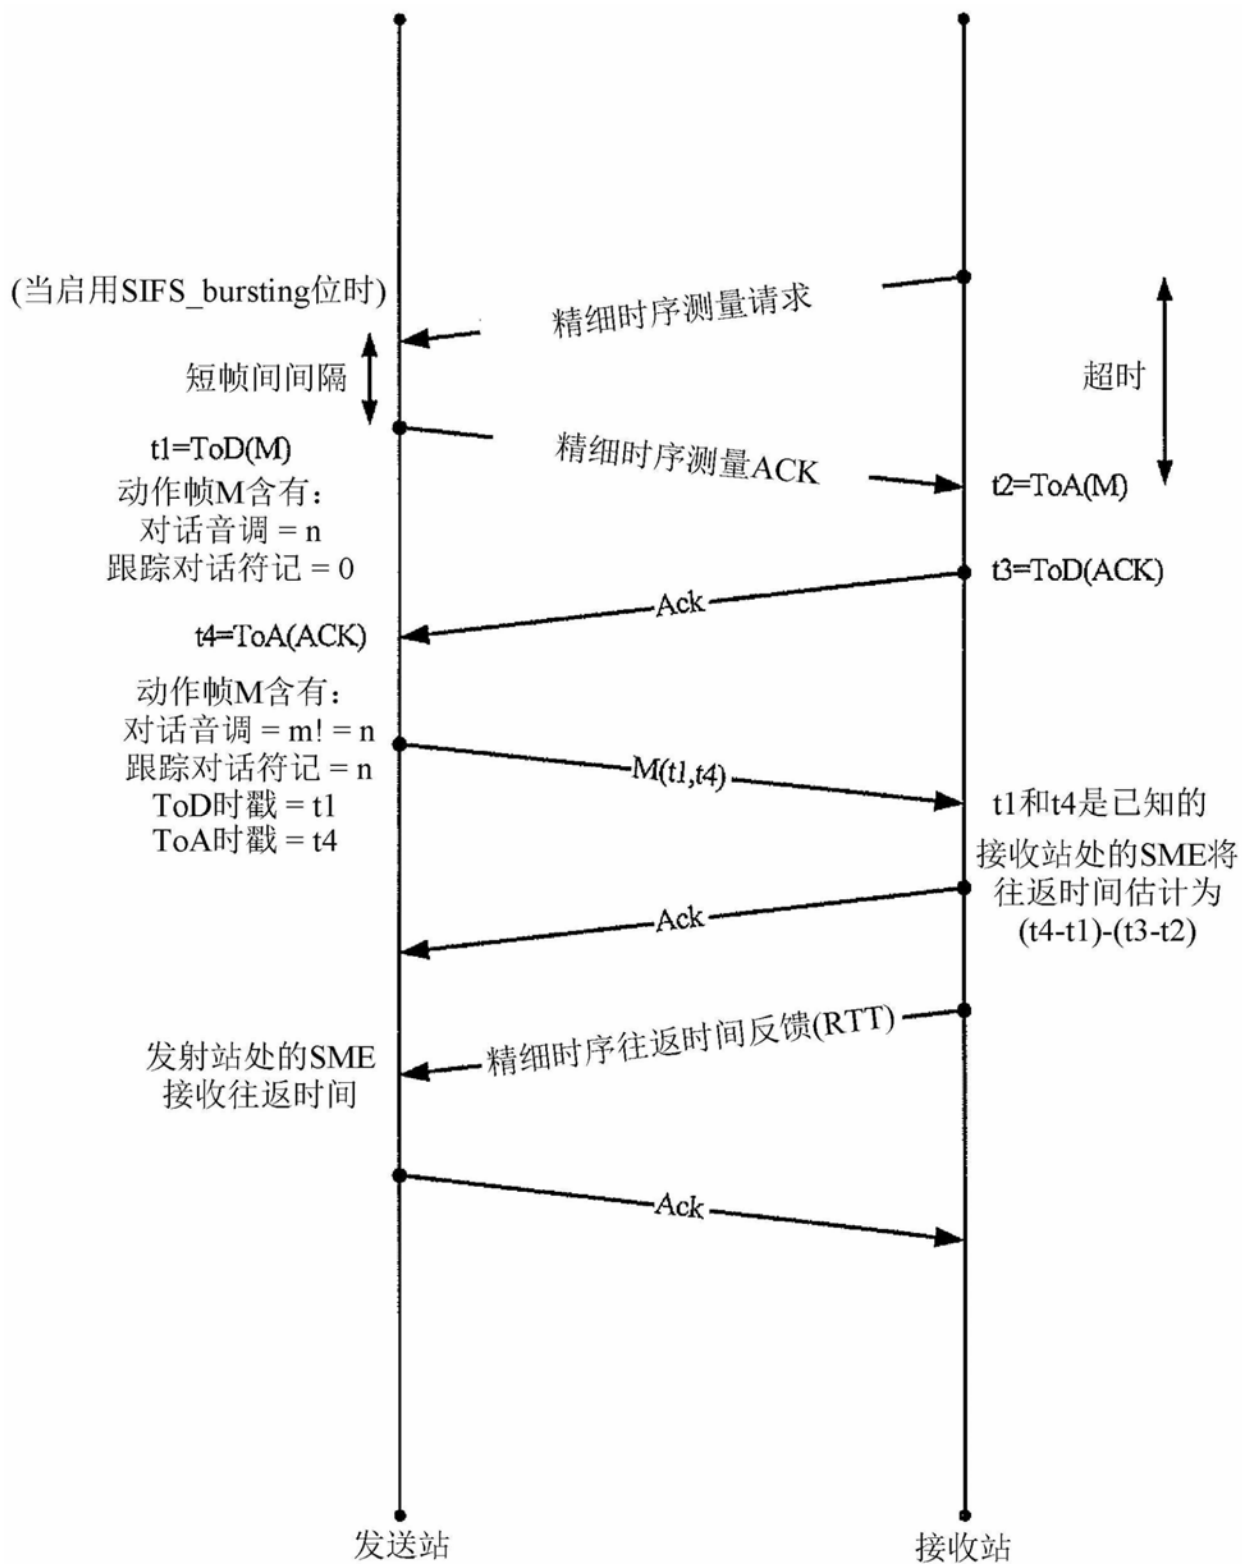 (当启用SIFS_bursting位时)
精细时序测量请求
短帧间间隔
超时
t1=ToD(M)
精细时序测量ACK
动作帧M含有:
对话音调 = n
跟踪对话符记 = 0
t2=ToA(M)
t3=ToD(ACK)
Ack
t4=ToA(ACK)
动作帧M含有:
对话音调 = m! = n
跟踪对话符记 = n
ToD时戳 = t1
ToA时戳 = t4
M(t1,t4)
t1和t4是已知的
接收站处的SME将
往返时间估计为
(t4-t1)-(t3-t2)
Ack
精细时序往返时间反馈(RTT)
发射站处的SME
接收往返时间
Ack
发送站
接收站